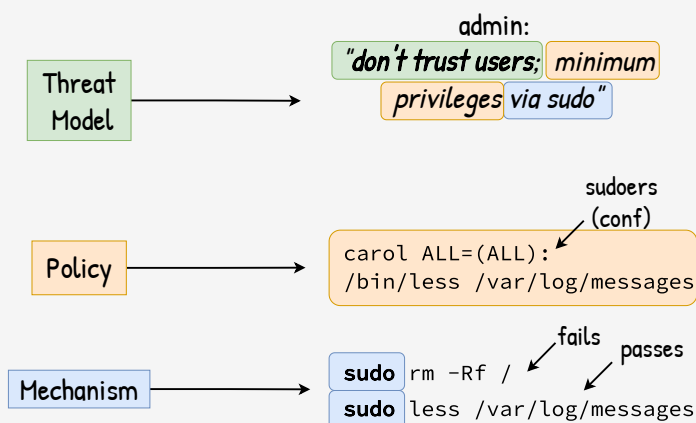 admin:
Threat
Model
"don't trust users; minimum
privileges via sudo"
sudoers
(conf)
Policy
carol ALL=(ALL):
/bin/less /var/log/messages
fails
passes
Mechanism
sudo rm -Rf /
sudo less /var/log/messages